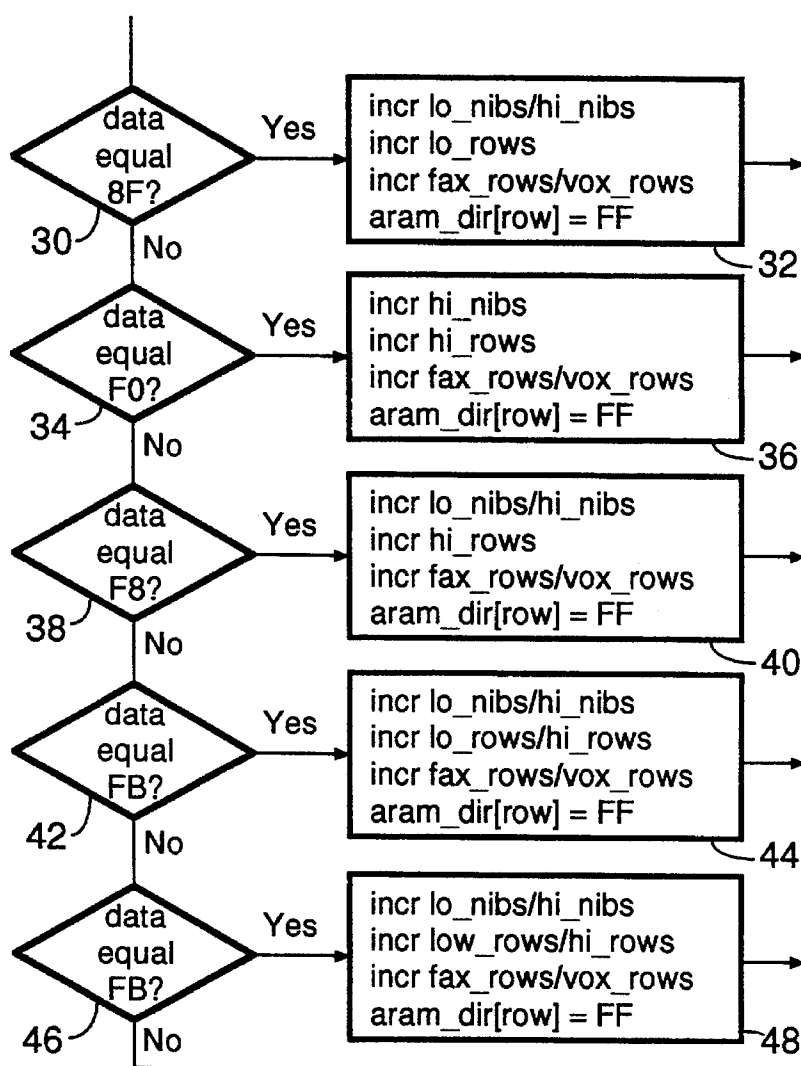 data
equal
8F?
Yes
incr lo_nibs/hi_nibs
incr lo_rows
incr fax_rows/vox_rows
aram_dir[row] = FF
30
No
32
data
equal
F0?
Yes
incr hi_nibs
incr hi_rows
incr fax_rows/vox_rows
aram_dir[row] = FF
34
No
36
data
equal
F8?
Yes
incr lo_nibs/hi_nibs
incr hi_rows
incr fax_rows/vox_rows
aram_dir[row] = FF
38
No
40
data
equal
FB?
Yes
incr lo_nibs/hi_nibs
incr lo_rows/hi_rows
incr fax_rows/vox_rows
aram_dir[row] = FF
42
No
44
data
equal
FB?
Yes
incr lo_nibs/hi_nibs
incr low_rows/hi_rows
incr fax_rows/vox_rows
aram_dir[row] = FF
46
No
48